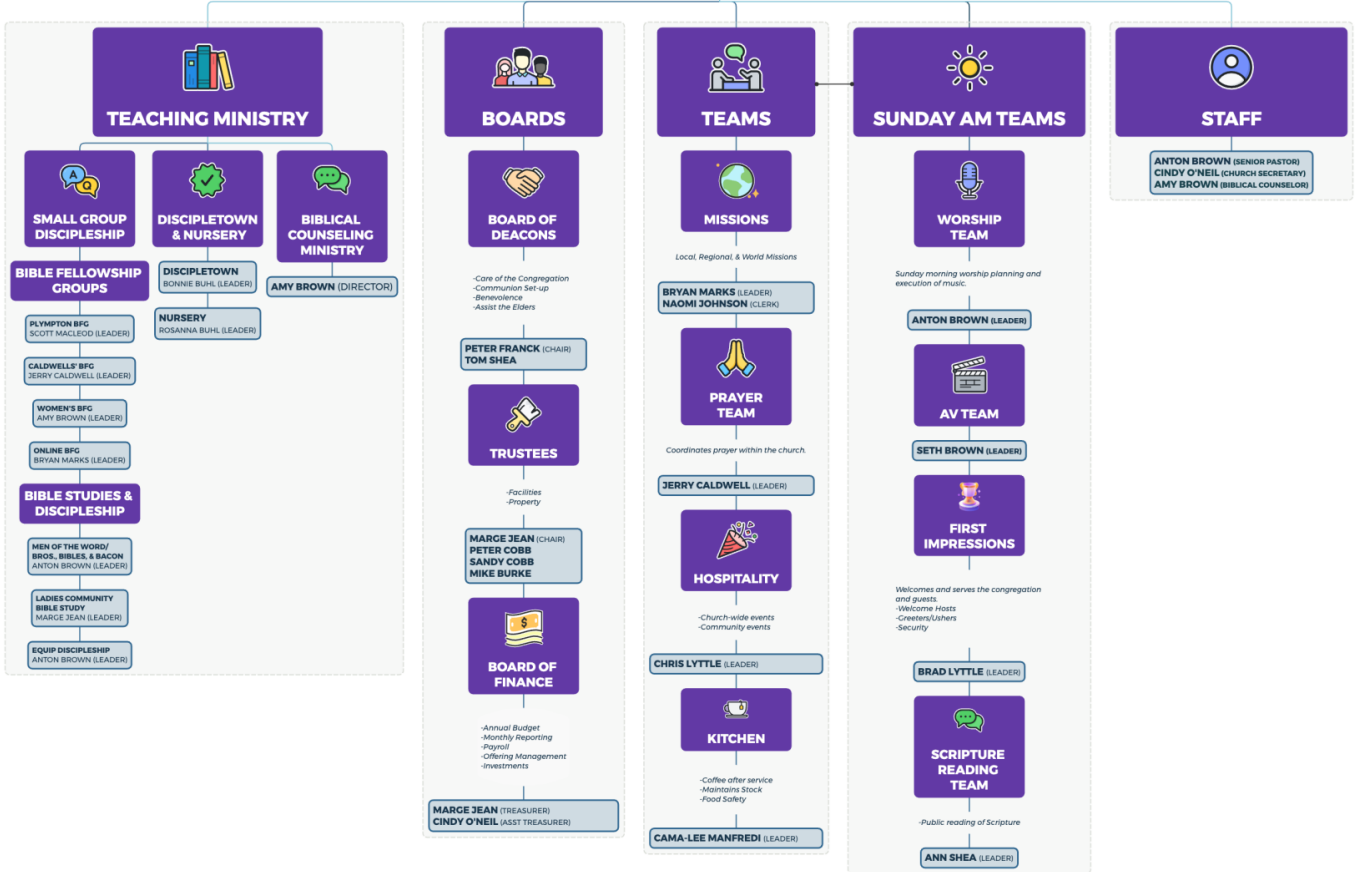 TEACHING MINISTRY
SMALL GROUP
DISCIPLESHIP
BIBLE FELLOWSHIP
GROUPS
PLYMPTON BFG
SCOTT MACLEOD (LEADER)
CALDWELLS' BFG
JERRY CALDWELL (LEADER)
WOMEN'S BFG
AMY BROWN (LEADER)
ONLINE BFG
BRYAN MARKS (LEADER)
BIBLE STUDIES &
DISCIPLESHIP
MEN OF THE WORD/
BROS., BIBLES, & BACON
ANTON BROWN (LEADER)
LADIES COMMUNITY
BIBLE STUDY
MARGE JEAN (LEADER)
EQUIP DISCIPLESHIP
ANTON BROWN (LEADER)
DISCIPLETOWN
& NURSERY
DISCIPLETOWN
BONNIE BUHL (LEADER)
NURSERY
ROSANNA BUHL (LEADER)
BIBLICAL
COUNSELING
MINISTRY
AMY BROWN (DIRECTOR)
A
Q
BOARDS
BOARD OF
DEACONS
-Care of the Congregation
-Communion Set-up
-Benevolence
-Assist the Elders
PETER FRANCK (CHAIR)
TOM SHEA
TRUSTEES
-Facilities
-Property
MARGE JEAN (CHAIR)
PETER COBB
SANDY COBB
MIKE BURKE
$
BOARD OF
FINANCE
-Annual Budget
-Monthly Reporting
-Payroll
-Offering Management
-Investments
MARGE JEAN (TREASURER)
CINDY O'NEIL (ASST TREASURER)
TEAMS
MISSIONS
Local, Regional, & World Missions
BRYAN MARKS (LEADER)
NAOMI JOHNSON (CLERK)
PRAYER
TEAM
Coordinates prayer within the church.
JERRY CALDWELL (LEADER)
HOSPITALITY
-Church-wide events
-Community events
CHRIS LYTTLE (LEADER)
KITCHEN
-Coffee after service
-Maintains Stock
-Food Safety
CAMA-LEE MANFREDI (LEADER)
SUNDAY AM TEAMS
WORSHIP
TEAM
Sunday morning worship planning and
execution of music.
ANTON BROWN (LEADER)
AV TEAM
SETH BROWN (LEADER)
FIRST
IMPRESSIONS
Welcomes and serves the congregation
and guests.
-Welcome Hosts
-Greeters/Ushers
-Security
BRAD LYTTLE (LEADER)
SCRIPTURE
READING
TEAM
-Public reading of Scripture
ANN SHEA (LEADER)
STAFF
ANTON BROWN (SENIOR PASTOR)
CINDY O'NEIL (CHURCH SECRETARY)
AMY BROWN (BIBLICAL COUNSELOR)